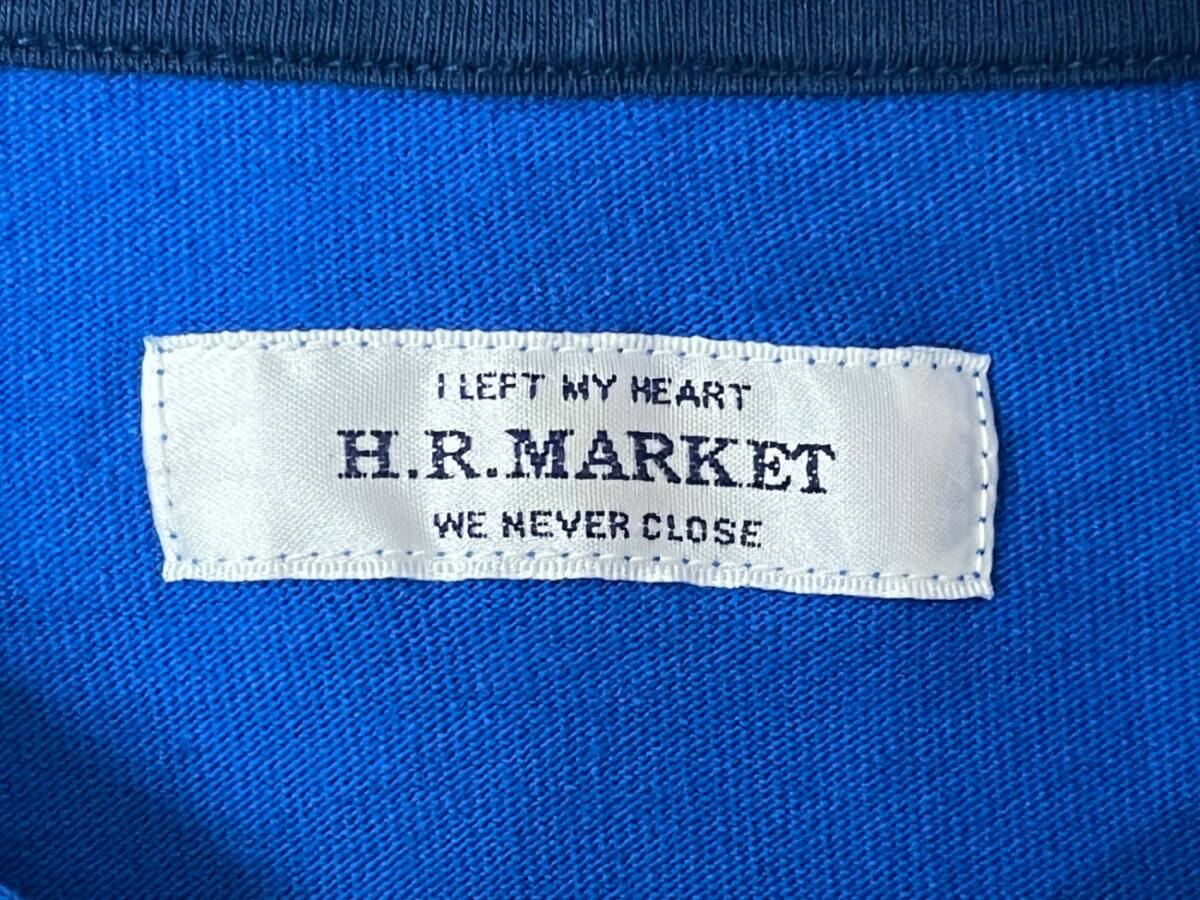 I LEFT MY HEART
H.R.MARKET
WE NEVER CLOSE